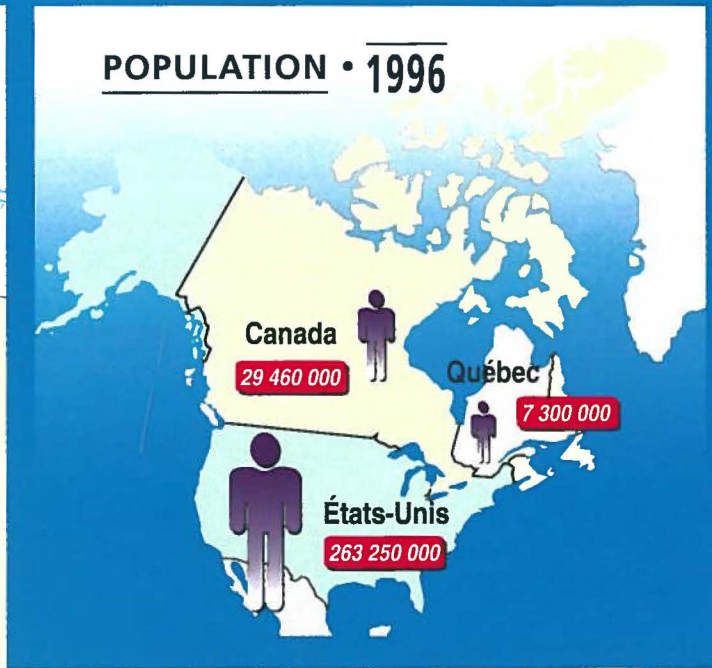 POPULATION • 1996
Canada
29 460 000
Québec
7 300 000
États-Unis
263 250 000